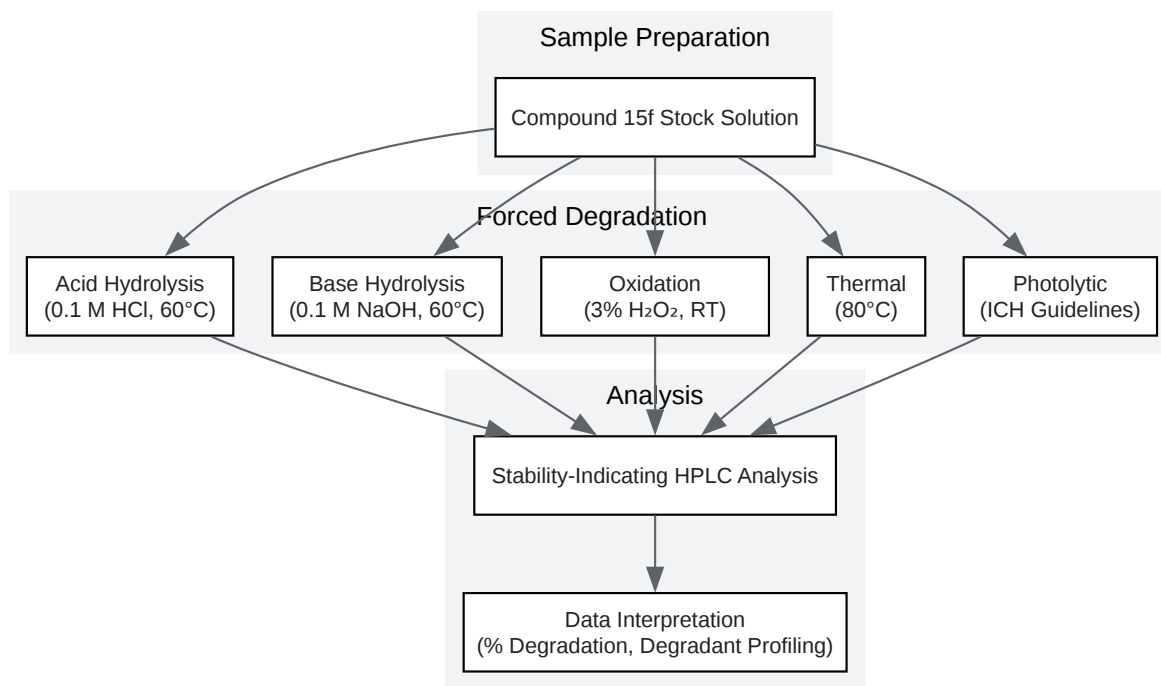 Sample Preparation
Compound 15f Stock Solution
Forced Degradation
Acid Hydrolysis
(0.1 M HCl, 60°C)
Base Hydrolysis
(0.1 M NaOH, 60°C)
Oxidation
(3% H₂O₂, RT)
Thermal
(80°C)
Photolytic
(ICH Guidelines)
Analysis
Stability-Indicating HPLC Analysis
Data Interpretation
(% Degradation, Degradant Profiling)